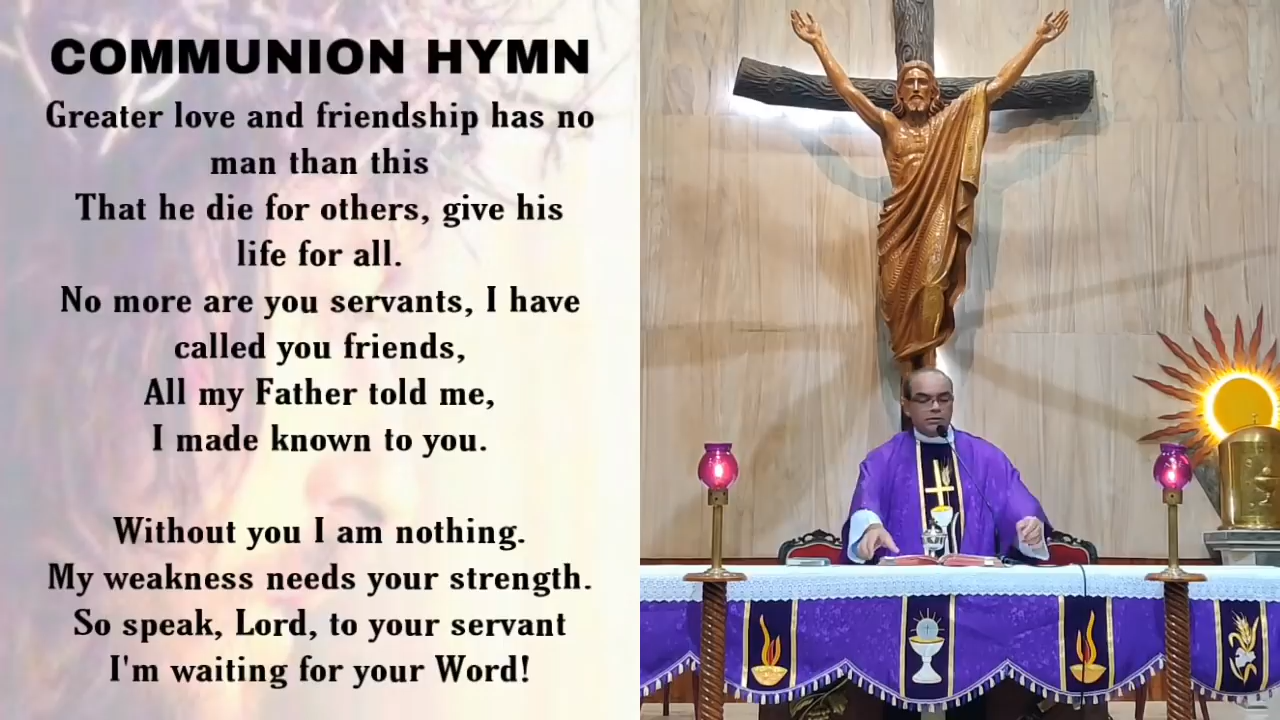 COMMUNION HYMN
Greater love and friendship has no
man than this
That he die for others, give his
life for all.
No more are you servants, I have
called you friends,
All my Father told me,
I made known to you.
Without you I am nothing.
My weakness needs your strength.
So speak, Lord, to your servant
I'm waiting for your Word!